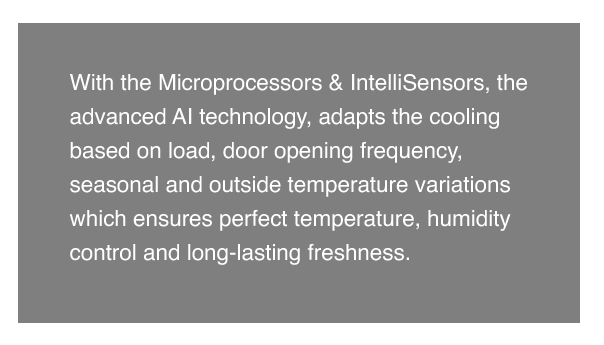 With the Microprocessors & IntelliSensors, the
advanced AI technology, adapts the cooling
based on load, door opening frequency,
seasonal and outside temperature variations
which ensures perfect temperature, humidity
control and long-lasting freshness.